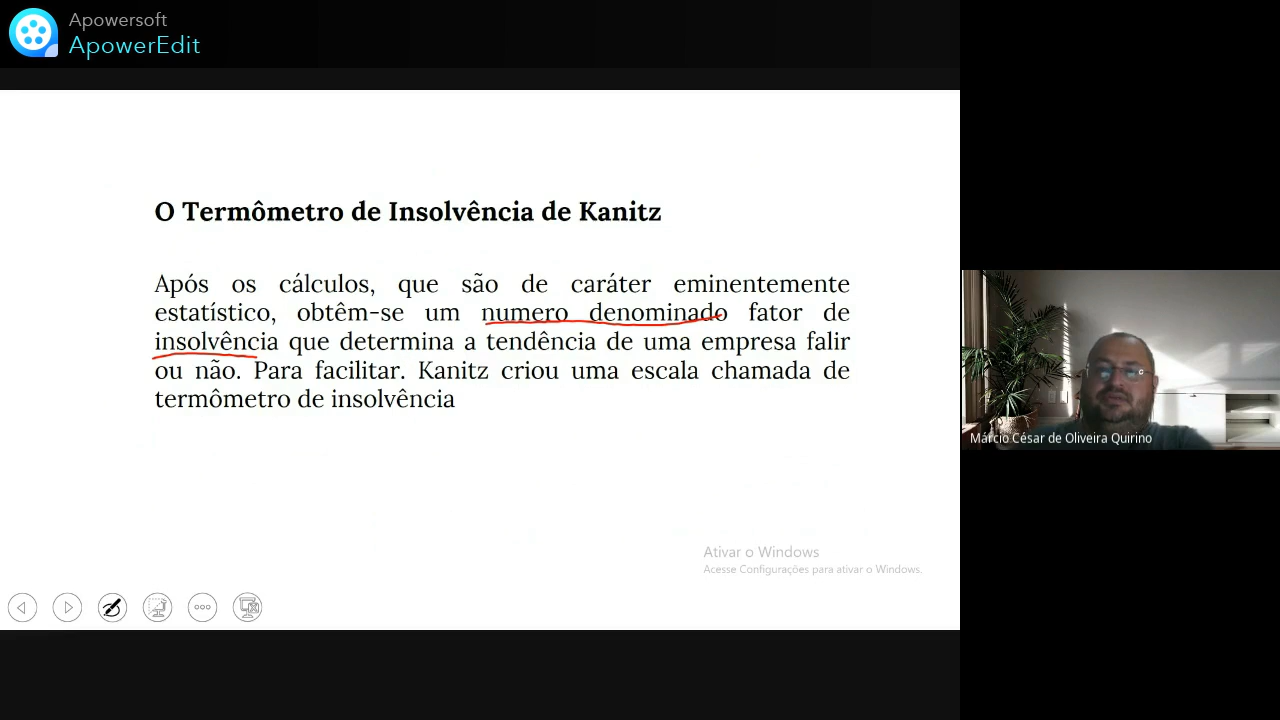 Apowersoft
ApowerEdit
O Termômetro de Insolvência de Kanitz
Após os cálculos, que são de caráter eminentemente
estatístico, obtêm-se um numero denominado fator de
insolvência que determina a tendência de uma empresa falir
ou não. Para facilitar. Kanitz criou uma escala chamada de
termômetro de insolvência
Márcio César de Oliveira Quirino
Ativar o Windows
Acesse Configurações para ativar o Windows.